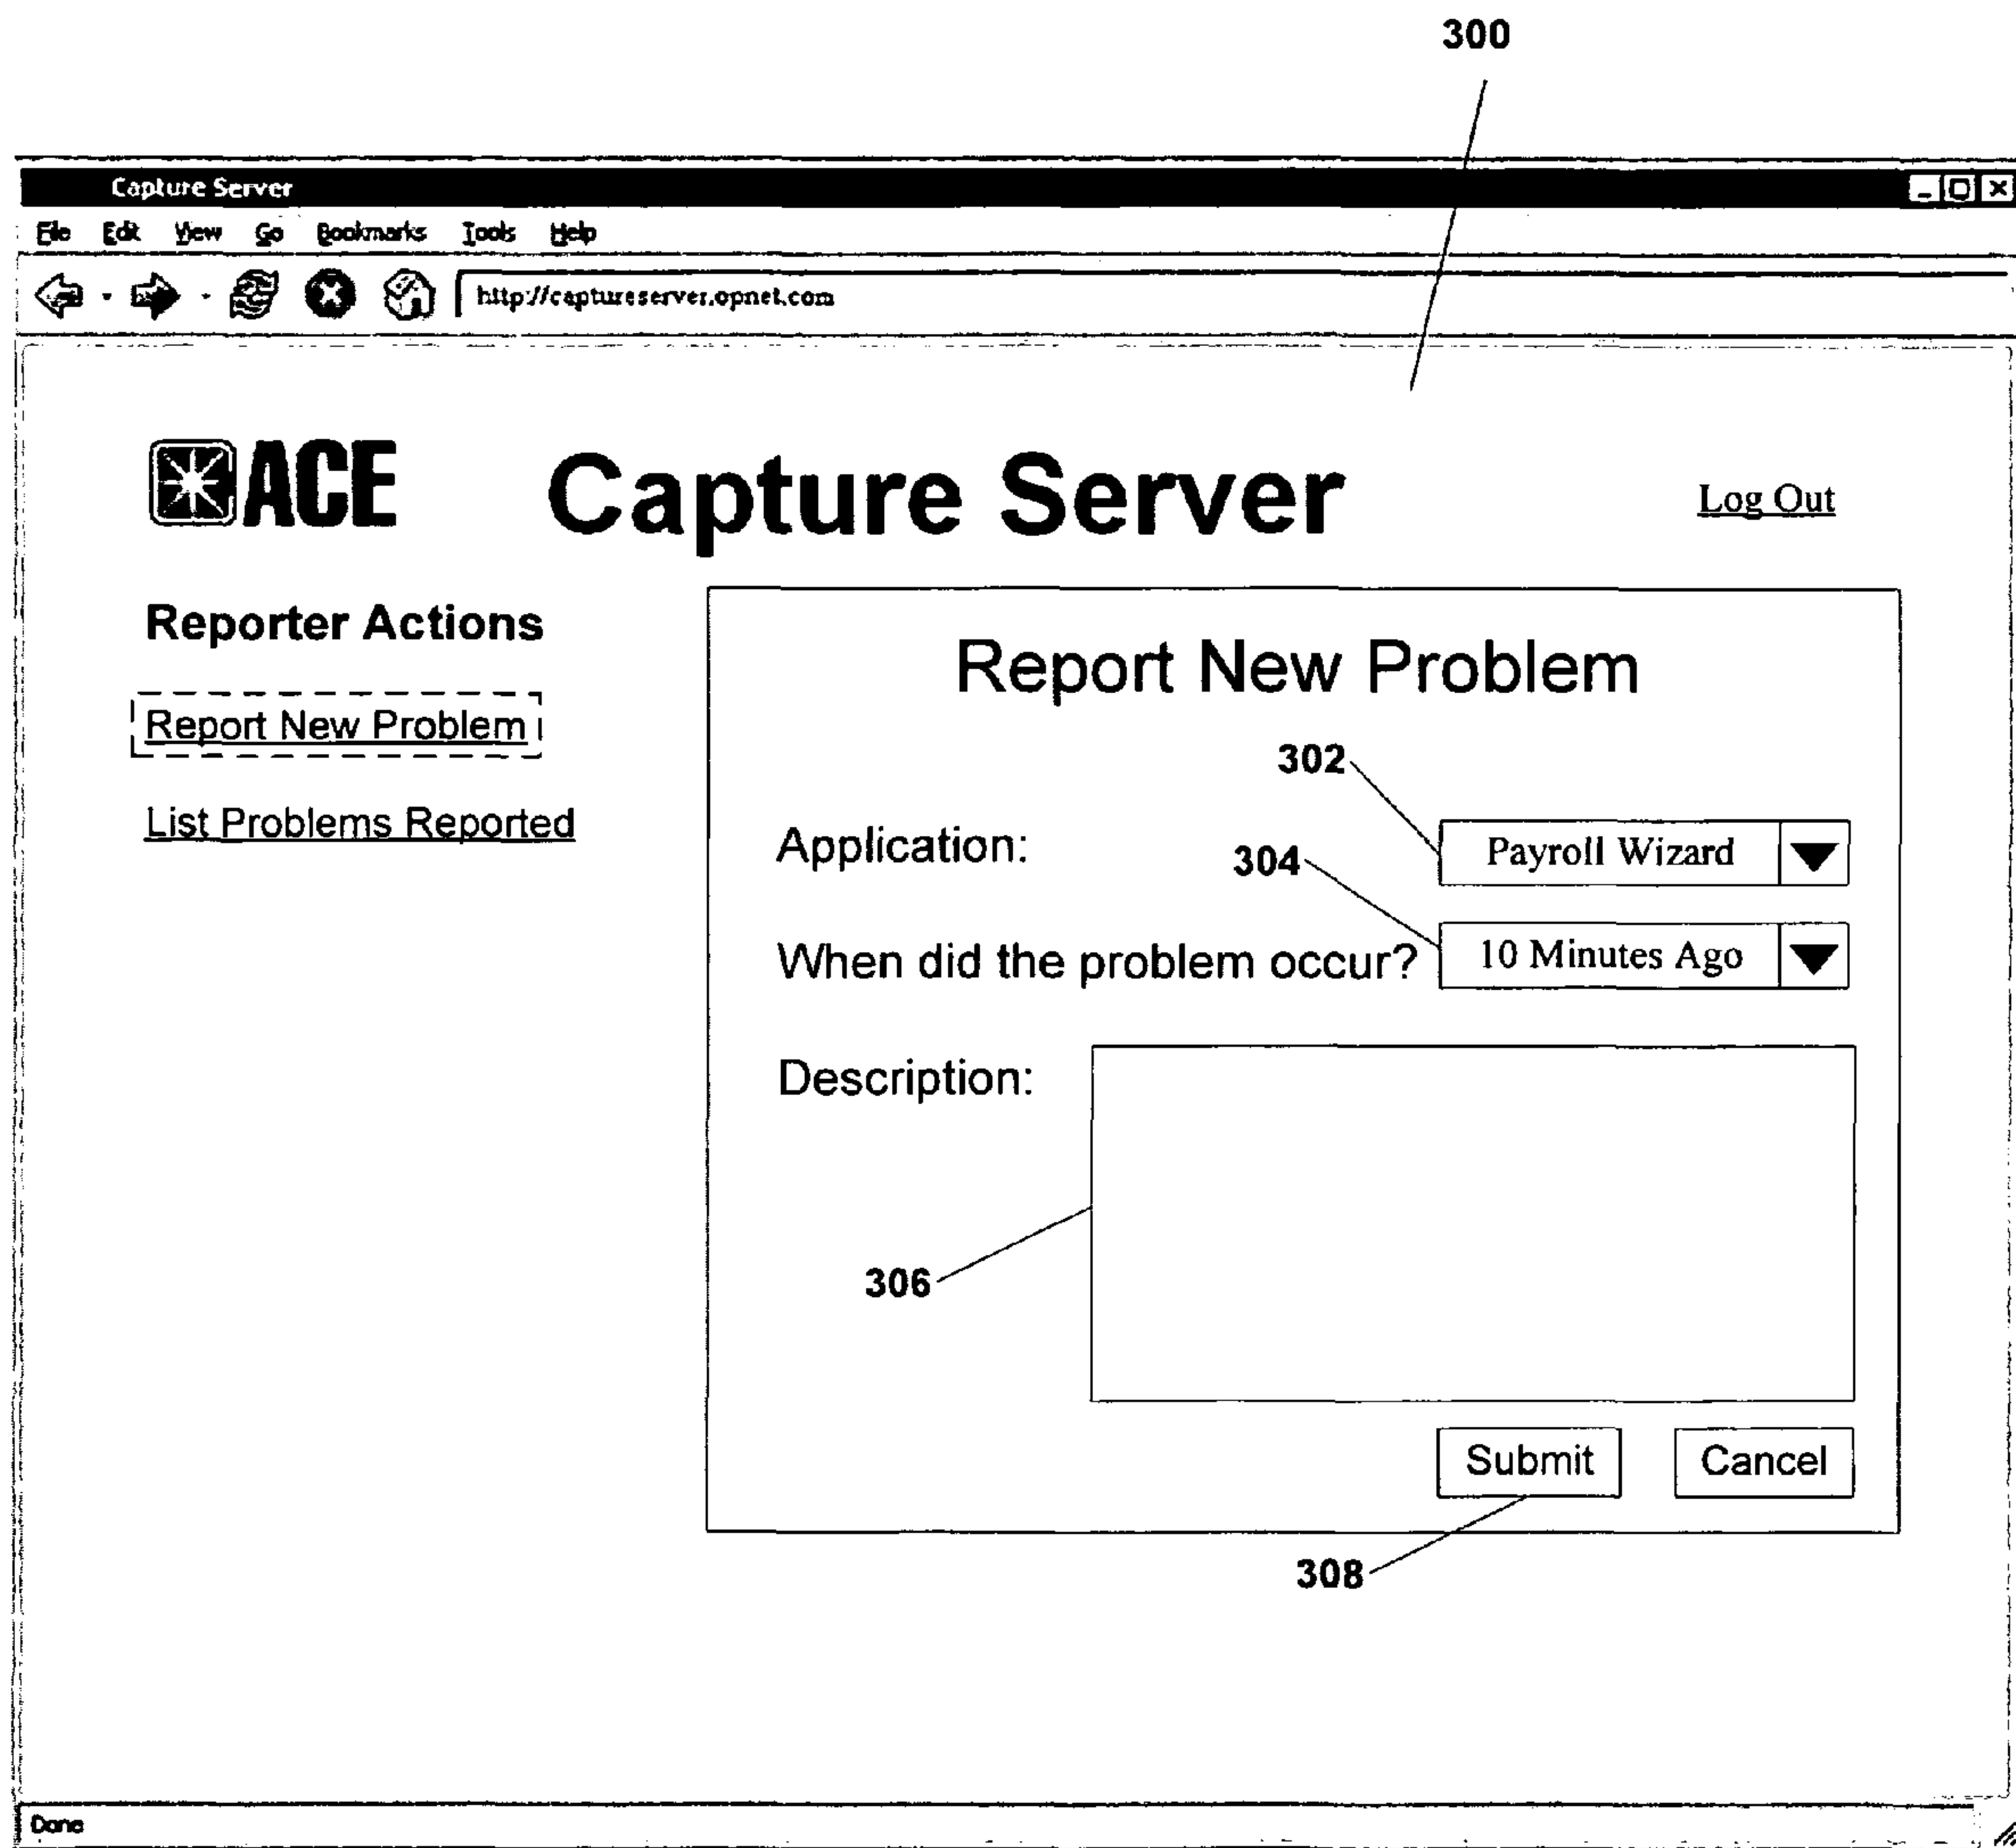 300
Capture Server
File Edit View Go Bookmarks Tools Help
http://captureserver.opnet.com
ACE Capture Server Log Out
Reporter Actions
Report New Problem
List Problems Reported
Report New Problem
302
Application: Payroll Wizard
304
When did the problem occur? 10 Minutes Ago
Description:
306
Submit Cancel
308
Done